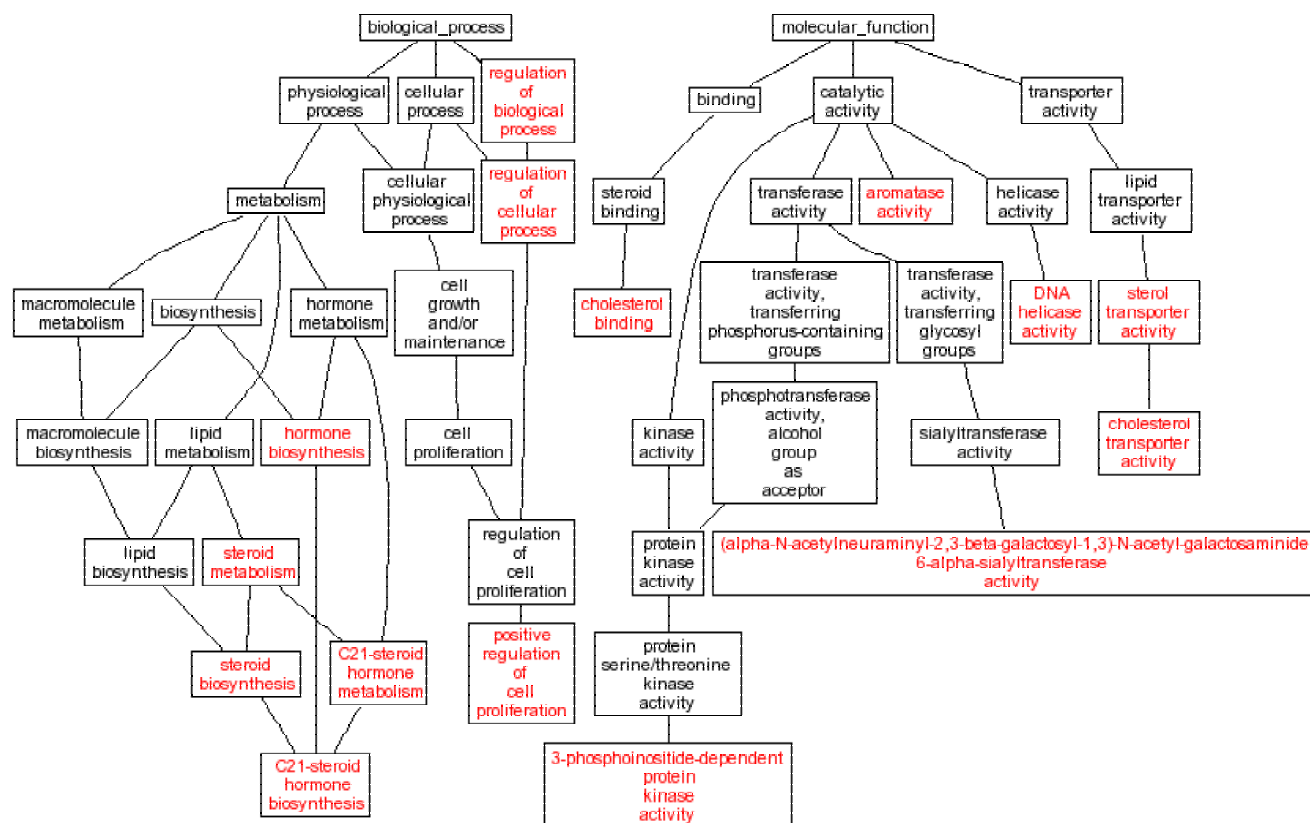 biological_process
molecular_function
physiological
process
cellular
process
regulation
of
biological
process
binding
catalytic
activity
transporter
activity
metabolism
cellular
physiological
process
regulation
of
cellular
process
steroid
binding
transferase
activity
aromatase
activity
helicase
activity
lipid
transporter
activity
macromolecule
metabolism
biosynthesis
hormone
metabolism
cell
growth
and/or
maintenance
cholesterol
binding
transferase
activity,
transferring
phosphorus-containing
groups
transferase
activity,
transferring
glycosyl
groups
DNA
helicase
activity
sterol
transporter
activity
macromolecule
biosynthesis
lipid
metabolism
hormone
biosynthesis
cell
proliferation
kinase
activity
phosphotransferase
activity,
alcohol
group
as
acceptor
sialyltransferase
activity
cholesterol
transporter
activity
lipid
biosynthesis
steroid
metabolism
regulation
of
cell
proliferation
protein
kinase
activity
(alpha-N-acetylneuraminyl-2,3-beta-galactosyl-1,3)-N-acetyl-galactosaminide
6-alpha-sialyltransferase
activity
steroid
biosynthesis
C21-steroid
hormone
metabolism
positive
regulation
of
cell
proliferation
protein
serine/threonine
kinase
activity
C21-steroid
hormone
biosynthesis
3-phosphoinositide-dependent
protein
kinase
activity